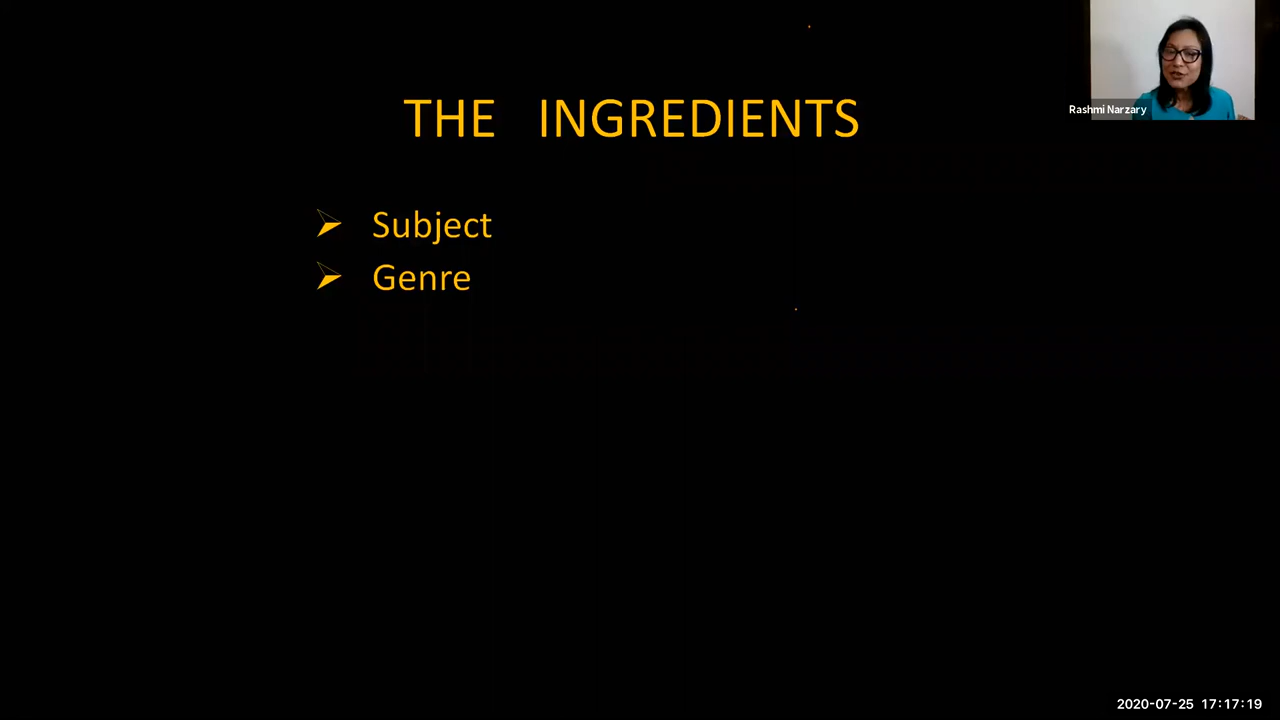 THE INGREDIENTS
Rashmi Narzary
Subject
Genre
2020-07-25 17:17:19